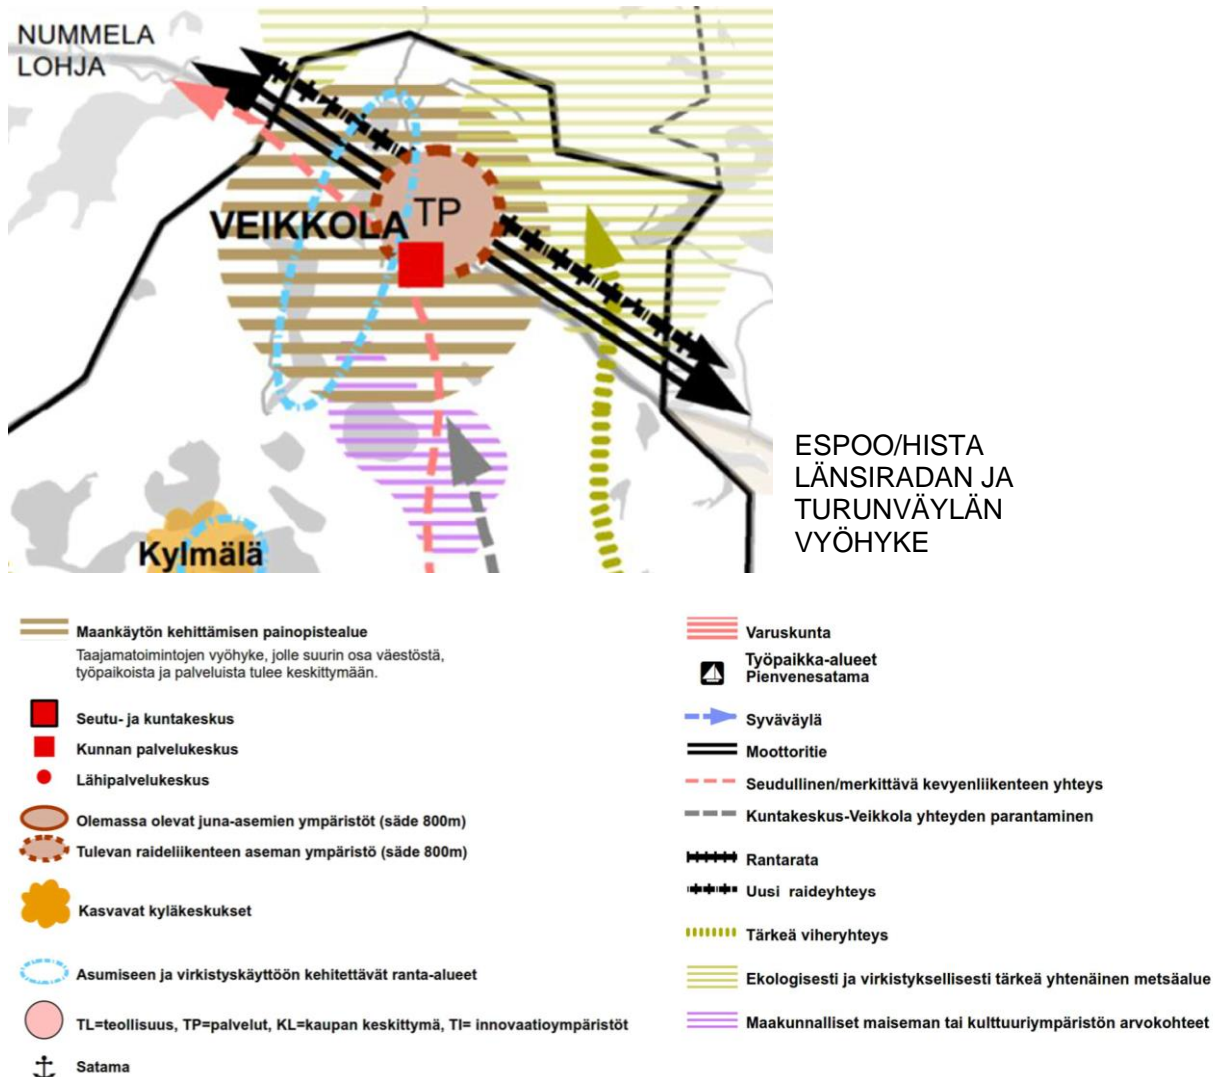 NUMMELA
LOHJA
VEIKKOLA
TP
Kylmälä
ESPOO/HISTA
LÄNSIRADAN JA
TURUNVÄYLÄN
VYÖHYKE
Maankäytön kehittämisen painopistealue
Taajamatoimintojen vyöhyke, jolle suurin osa väestöstä,
työpaikoista ja palveluista tulee keskittymään.
Seutu- ja kuntakeskus
Kunnan palvelukeskus
Lähipalvelukeskus
Olemassa olevat juna-asemien ympäristöt (säde 800m)
Tulevan raideliikenteen aseman ympäristö (säde 800m)
Kasvavat kyläkeskukset
Asumiseen ja virkistyskäyttöön kehitettävät ranta-alueet
TL=teollisuus, TP=palvelut, KL=kaupan keskittymä, TI= innovaatioympäristöt
Satama
Varuskunta
Työpaikka-alueet
Pienvenesatama
Syväväylä
Moottoritie
Seudullinen/merkittävä kevyenliikenteen yhteys
Kuntakeskus-Veikkola yhteyden parantaminen
Rantarata
Uusi raideyhteys
Tärkeä viheryhteys
Ekologisesti ja virkistyksellisesti tärkeä yhtenäinen metsäalue
Maakunnalliset maiseman tai kulttuuriympäristön arvokohteet